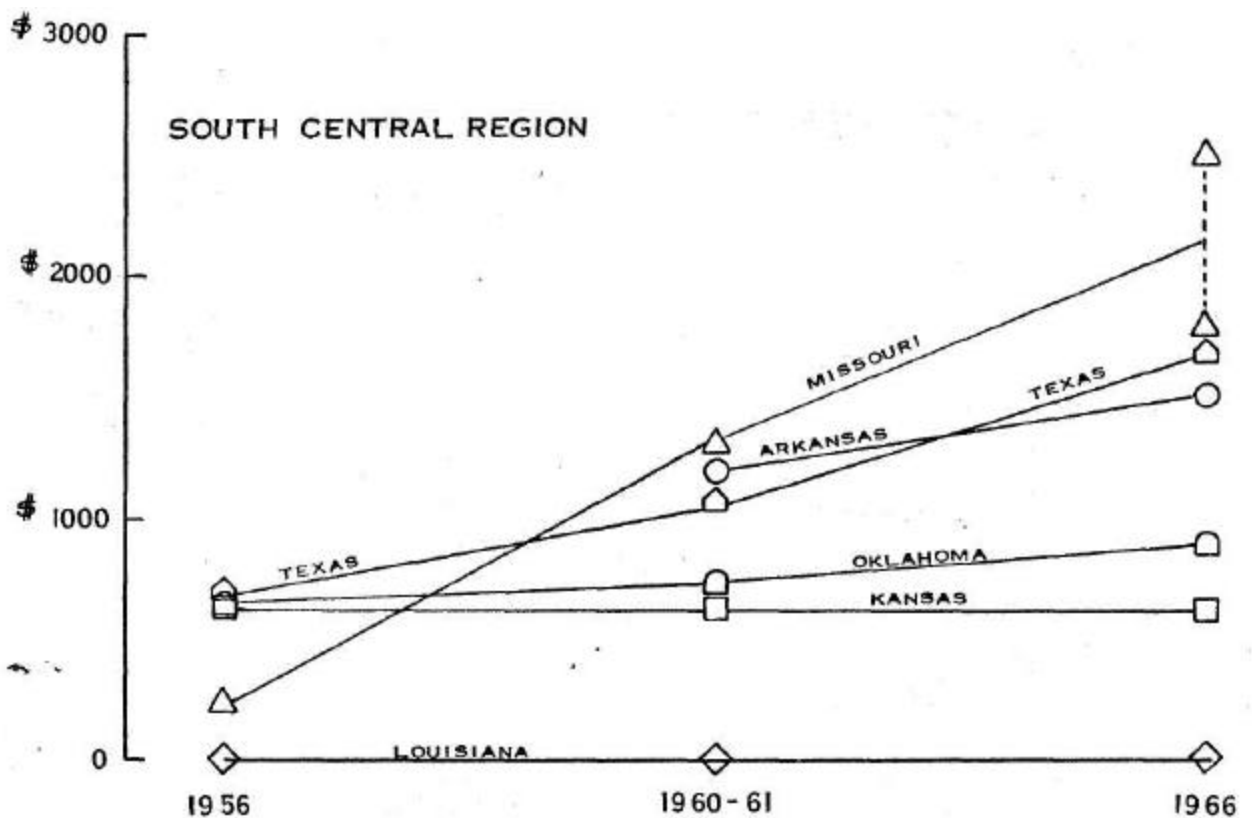 $ 3000
SOUTH CENTRAL REGION
$ 2000
MISSOURI
TEXAS
ARKANSAS
$ 1000
TEXAS
OKLAHOMA
KANSAS
LOUISIANA
0
1956 1960-61 1966